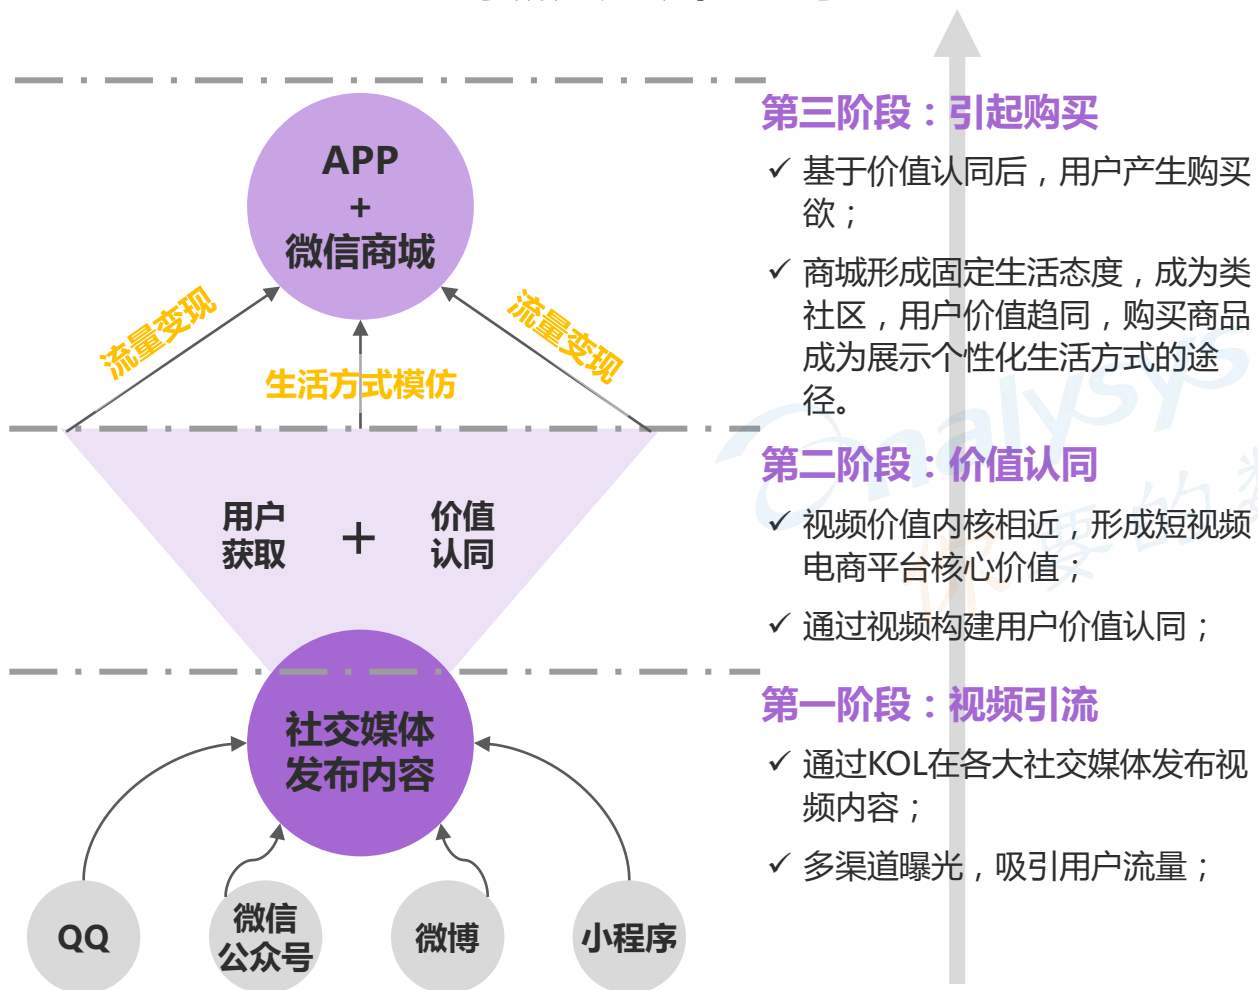 第三阶段：引起购买
基于价值认同后，用户产生购买
欲；
商城形成固定生活态度，成为类
社区，用户价值趋同，购买商品
成为展示个性化生活方式的途
径。
第二阶段：价值认同
视频价值内核相近，形成短视频
电商平台核心价值；
通过视频构建用户价值认同；
第一阶段：视频引流
通过KOL在各大社交媒体发布视
频内容；
多渠道曝光，吸引用户流量；
APP
+
微信商城
流量变现
流量变现
生活方式模仿
用户
获取
+
价值
认同
社交媒体
发布内容
QQ
微信
公众号
微博
小程序
nalysys
你要的